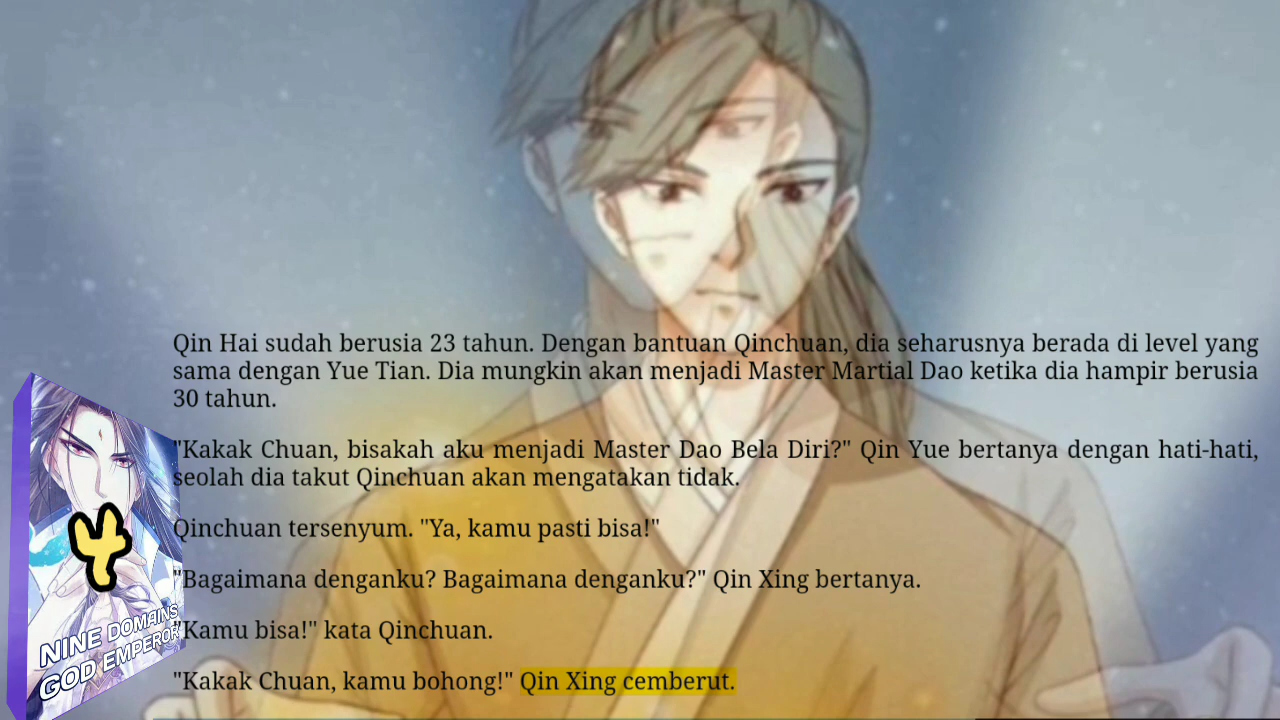 Qin Hai sudah berusia 23 tahun. Dengan bantuan Qinchuan, dia seharusnya berada di level yang
sama dengan Yue Tian. Dia mungkin akan menjadi Master Martial Dao ketika dia hampir berusia
30 tahun.
"Kakak Chuan, bisakah aku menjadi Master Dao Bela Diri?" Qin Yue bertanya dengan hati-hati,
seolah dia takut Qinchuan akan mengatakan tidak.
Qinchuan tersenyum. "Ya, kamu pasti bisa!"
"Bagaimana denganku? Bagaimana denganku?" Qin Xing bertanya.
"Kamu bisa!" kata Qinchuan.
"Kakak Chuan, kamu bohong!" Qin Xing cemberut.
NINE DOMAINS
GOD EMPEROR